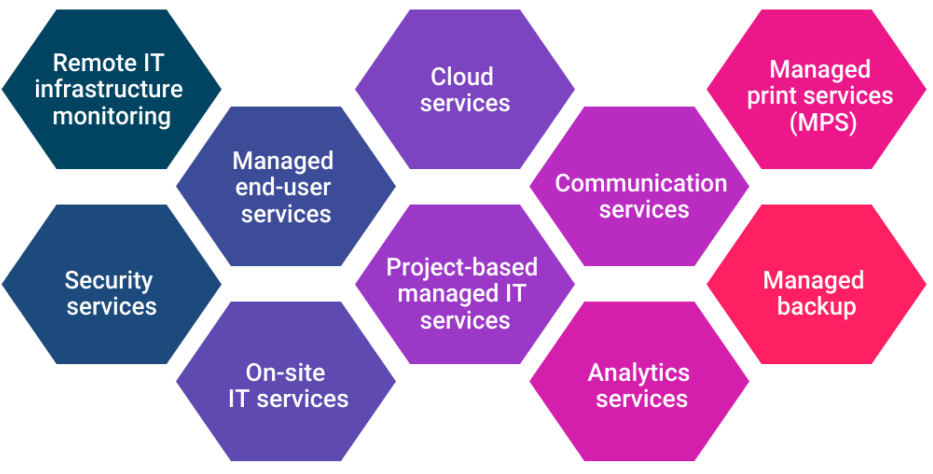 Remote IT
infrastructure
monitoring
Cloud
services
Managed
print services
(MPS)
Managed
end-user
services
Communication
services
Security
services
Project-based
managed IT
services
Managed
backup
On-site
IT services
Analytics
services